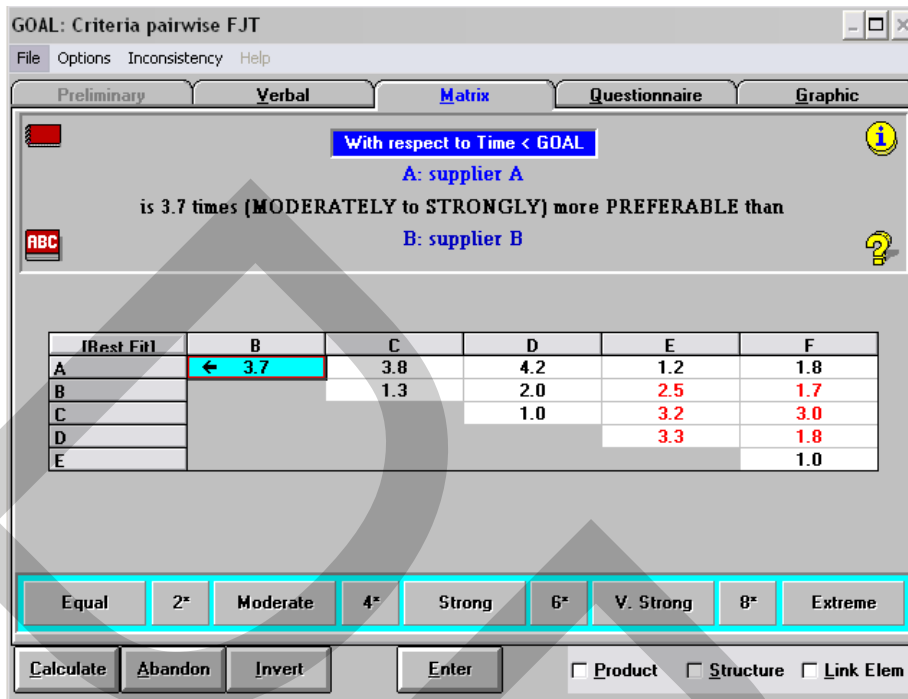 GOAL: Criteria pairwise FJT
File Options Inconsistency Help
Preliminary Verbal Matrix Questionnaire Graphic
With respect to Time < GOAL
A: supplier A
is 3.7 times (MODERATELY to STRONGLY) more PREFERABLE than
ABC
B: supplier B
[Best Fit] B C D E F
A 3.7 3.8 4.2 1.2 1.8
B 1.3 2.0 2.5 1.7
C 1.0 3.2 3.0
D 3.3 1.8
E 1.0
Equal 2* Moderate 4* Strong 6* V. Strong 8* Extreme
Calculate Abandon Invert Enter Product Structure Link Elem